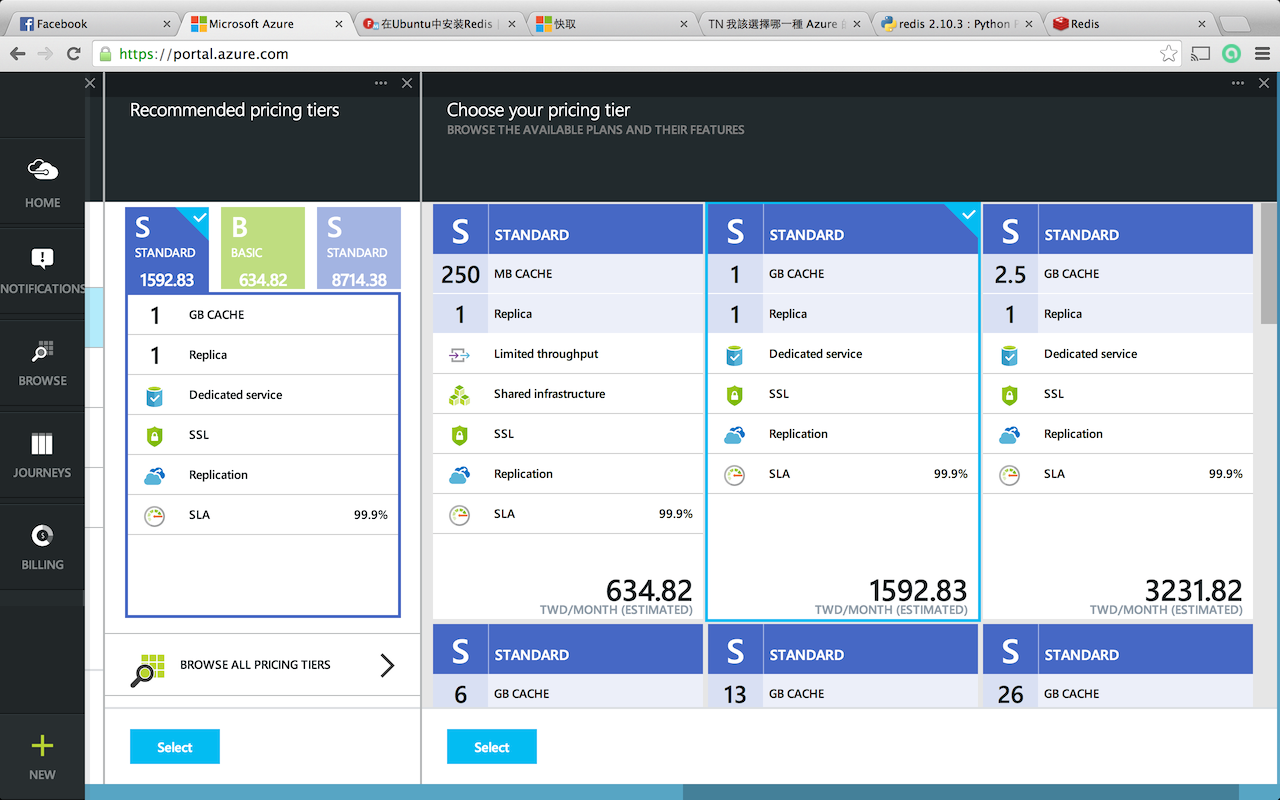 Facebook
Microsoft Azure
在Ubuntu中安装Redis
快取
TN 我該選擇哪一種 Azure
redis 2.10.3 : Python
Redis
https://portal.azure.com
HOME
NOTIFICATIONS
BROWSE
JOURNEYS
BILLING
NEW
Recommended pricing tiers
S
STANDARD
1592.83
B
BASIC
634.82
S
STANDARD
8714.38
1 GB CACHE
1 Replica
Dedicated service
SSL
Replication
SLA 99.9%
BROWSE ALL PRICING TIERS
Select
Choose your pricing tier
BROWSE THE AVAILABLE PLANS AND THEIR FEATURES
S STANDARD
250 MB CACHE
1 Replica
Limited throughput
Shared infrastructure
SSL
Replication
SLA 99.9%
634.82
TWD/MONTH (ESTIMATED)
S STANDARD
1 GB CACHE
1 Replica
Dedicated service
SSL
Replication
SLA 99.9%
1592.83
TWD/MONTH (ESTIMATED)
S STANDARD
2.5 GB CACHE
1 Replica
Dedicated service
SSL
Replication
SLA 99.9%
3231.82
TWD/MONTH (ESTIMATED)
S STANDARD
6 GB CACHE
S STANDARD
13 GB CACHE
S STANDARD
26 GB CACHE
Select